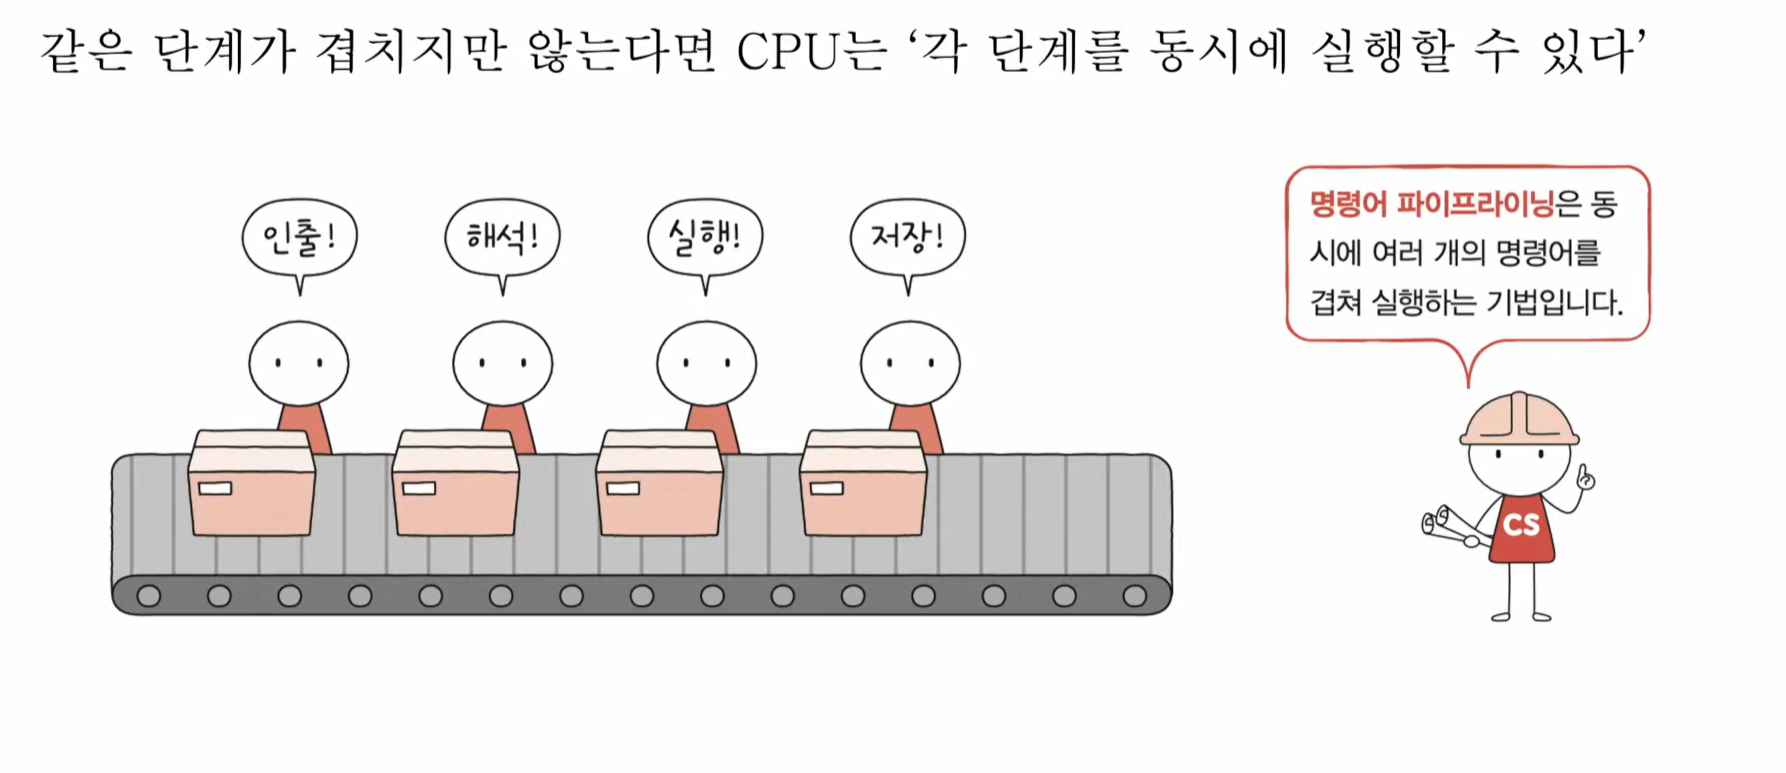 같은 단계가 겹치지만 않는다면 CPU는 ‘각 단계를 동시에 실행할 수 있다’
인출!
해석!
실행!
저장!
명령어 파이프라이닝은 동
시에 여러 개의 명령어를
겹쳐 실행하는 기법입니다.
CS